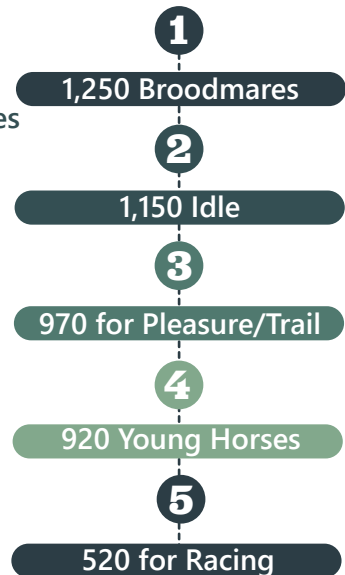 1
1,250 Broodmares
es
2
1,150 Idle
3
970 for Pleasure/Trail
4
920 Young Horses
5
520 for Racing